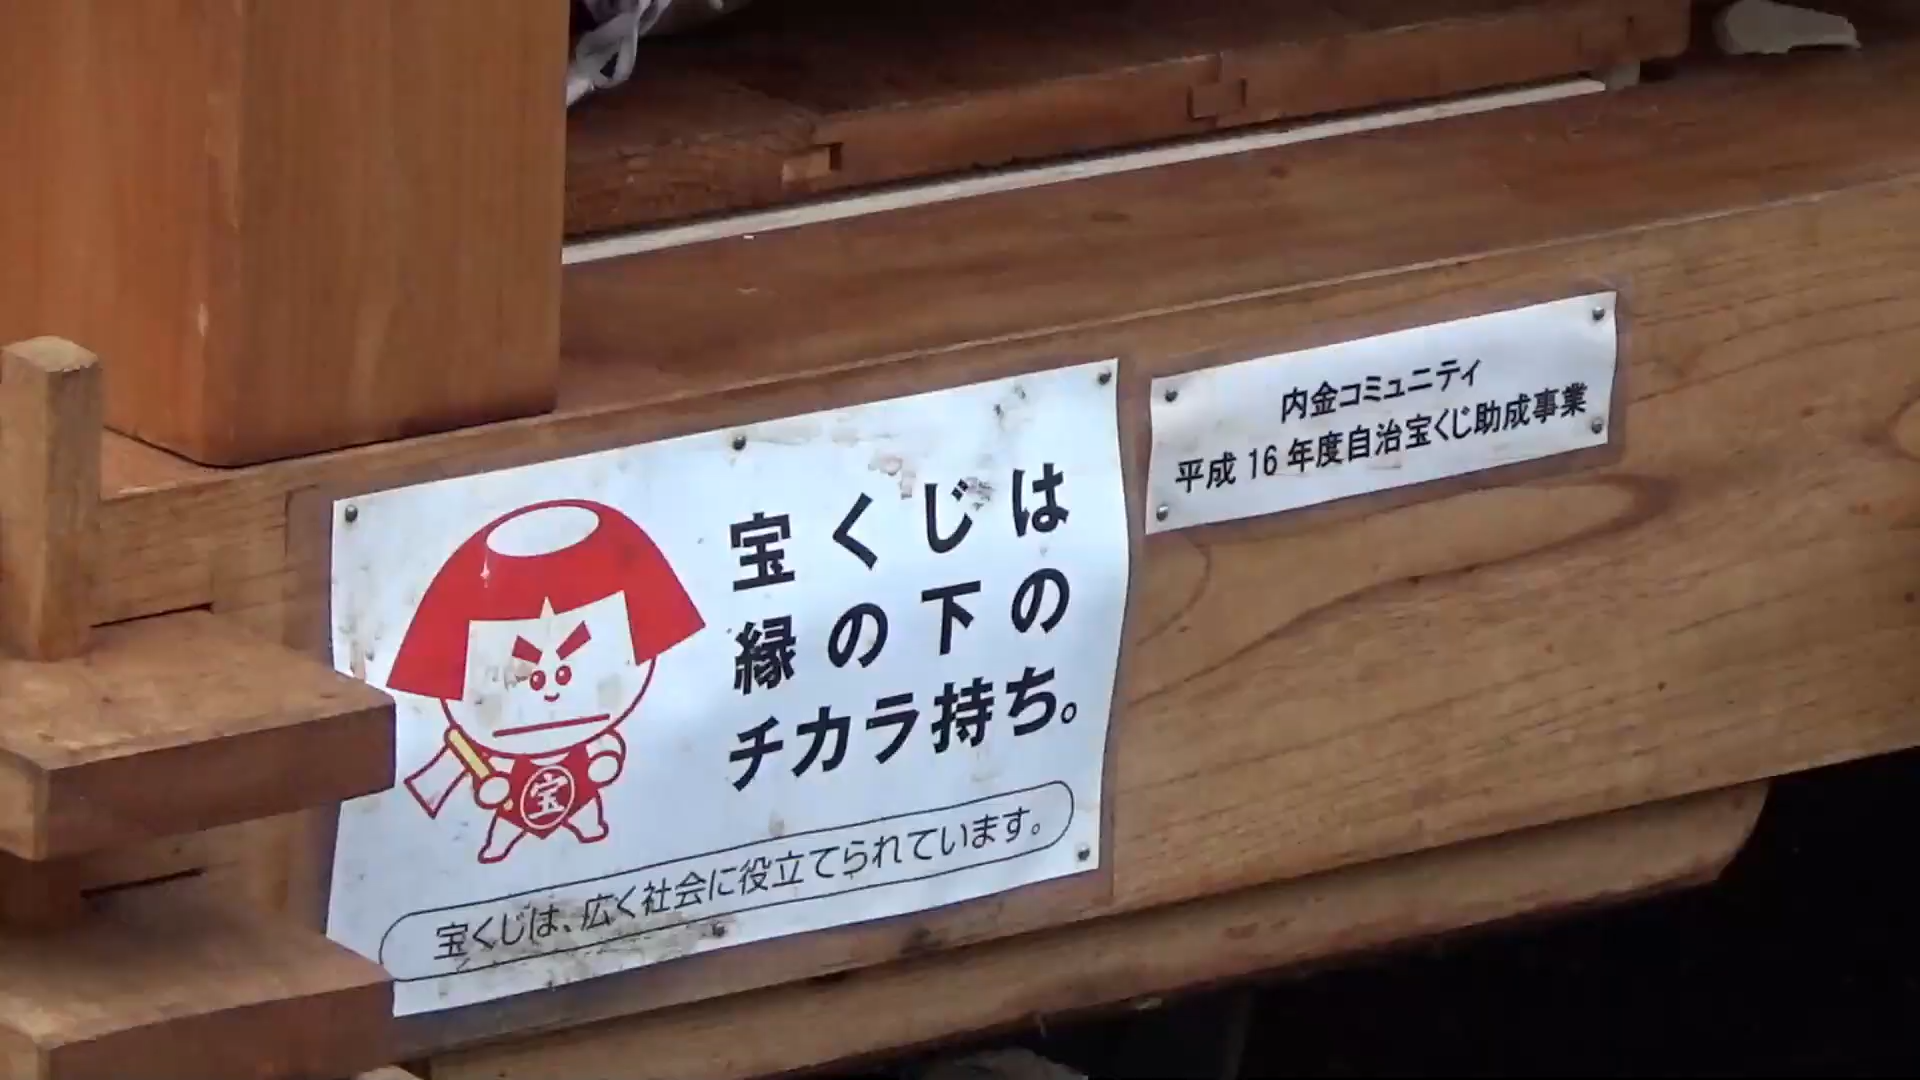 宝くじは
縁の下の
チカラ持ち。
宝
宝くじは、広く社会に役立てられています。
内金コミュニティ
平成16年度自治宝くじ助成事業